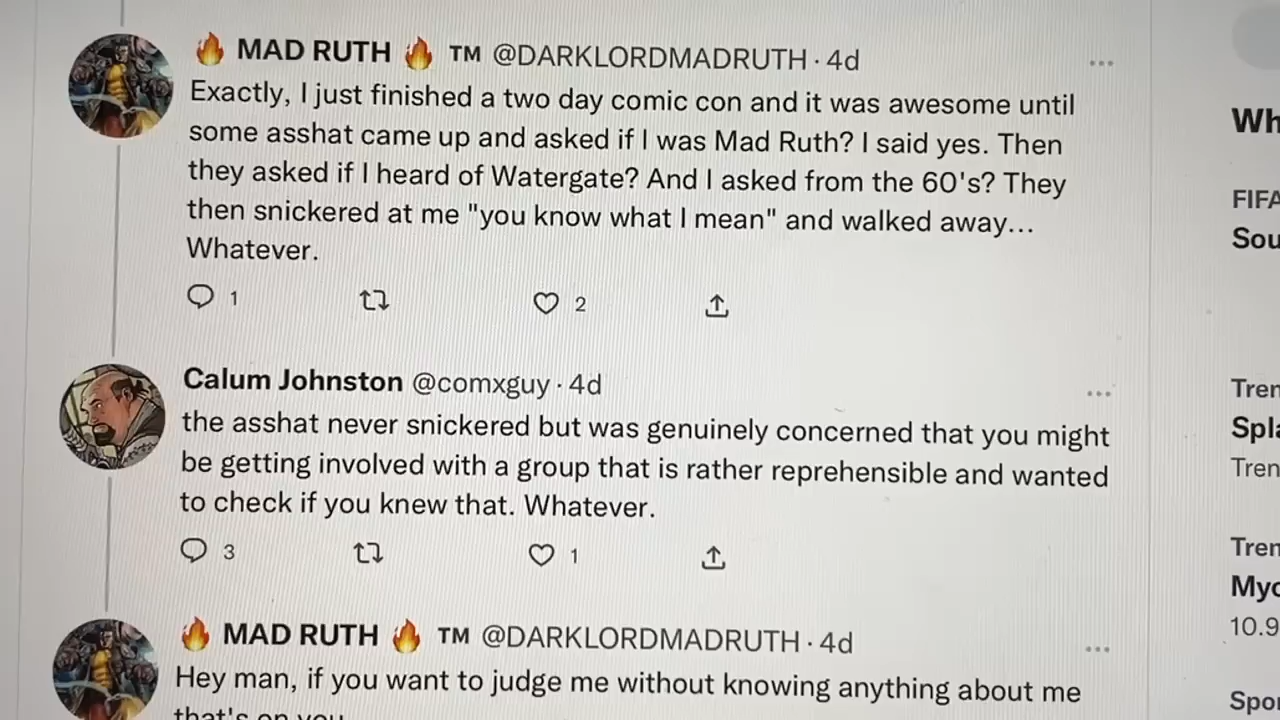 🔥 MAD RUTH 🔥 ™ @DARKLORDMADRUTH · 4d
Exactly, I just finished a two day comic con and it was awesome until
some asshat came up and asked if I was Mad Ruth? I said yes. Then
they asked if I heard of Watergate? And I asked from the 60's? They
then snickered at me "you know what I mean" and walked away...
Whatever.
1 2
Calum Johnston @comxguy · 4d
the asshat never snickered but was genuinely concerned that you might
be getting involved with a group that is rather reprehensible and wanted
to check if you knew that. Whatever.
3 1
🔥 MAD RUTH 🔥 ™ @DARKLORDMADRUTH · 4d
Hey man, if you want to judge me without knowing anything about me
that's on you
Wh
FIFA
Sou
Tren
Spla
Tren
Tren
Myc
10.9
Spor